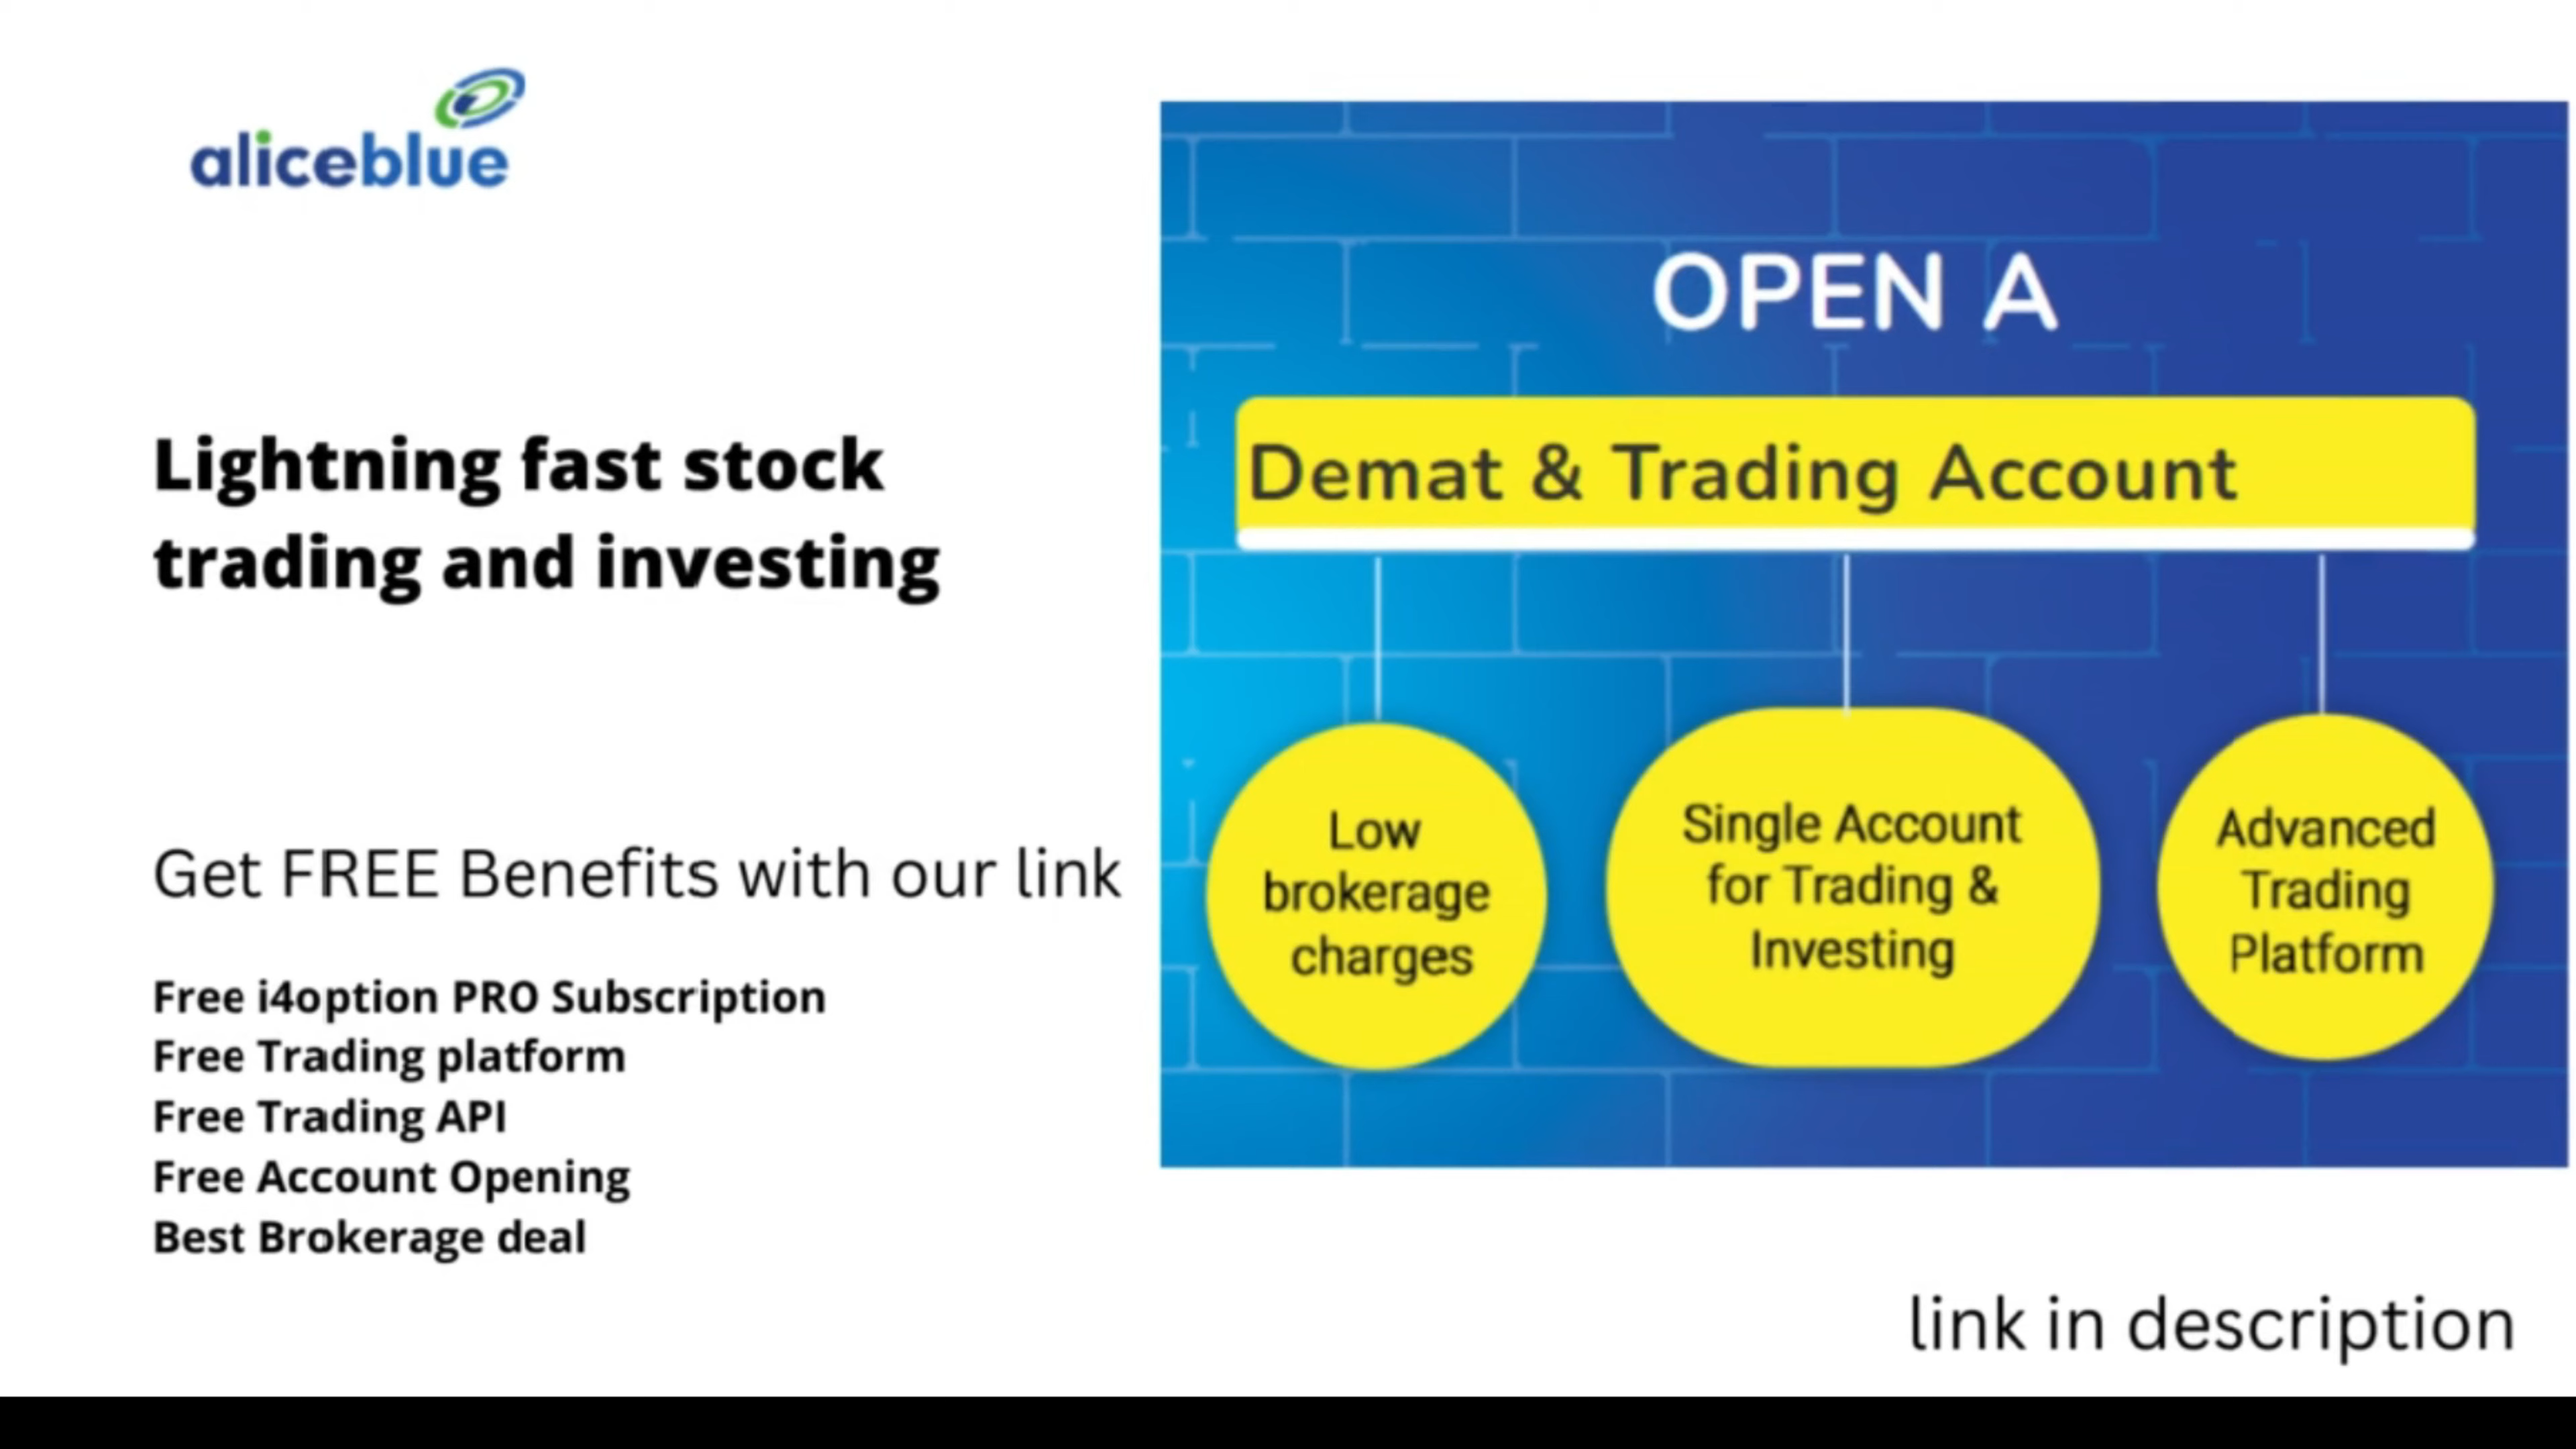 aliceblue
Lightning fast stock
trading and investing
Get FREE Benefits with our link
Free i4option PRO Subscription
Free Trading platform
Free Trading API
Free Account Opening
Best Brokerage deal
OPEN A
Demat & Trading Account
Low
brokerage
charges
Single Account
for Trading &
Investing
Advanced
Trading
Platform
link in description